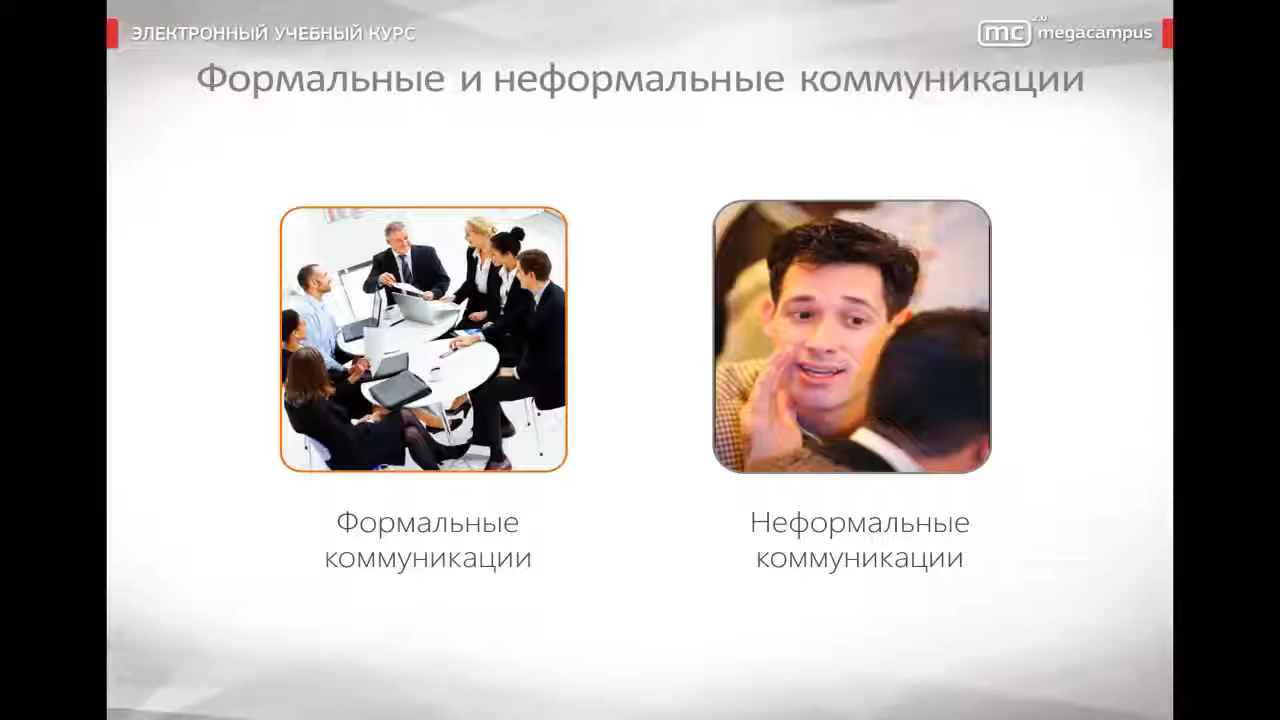 ЭЛЕКТРОННЫЙ УЧЕБНЫЙ КУРС
mc 2.0 megacampus
Формальные и неформальные коммуникации
Формальные
коммуникации
Неформальные
коммуникации